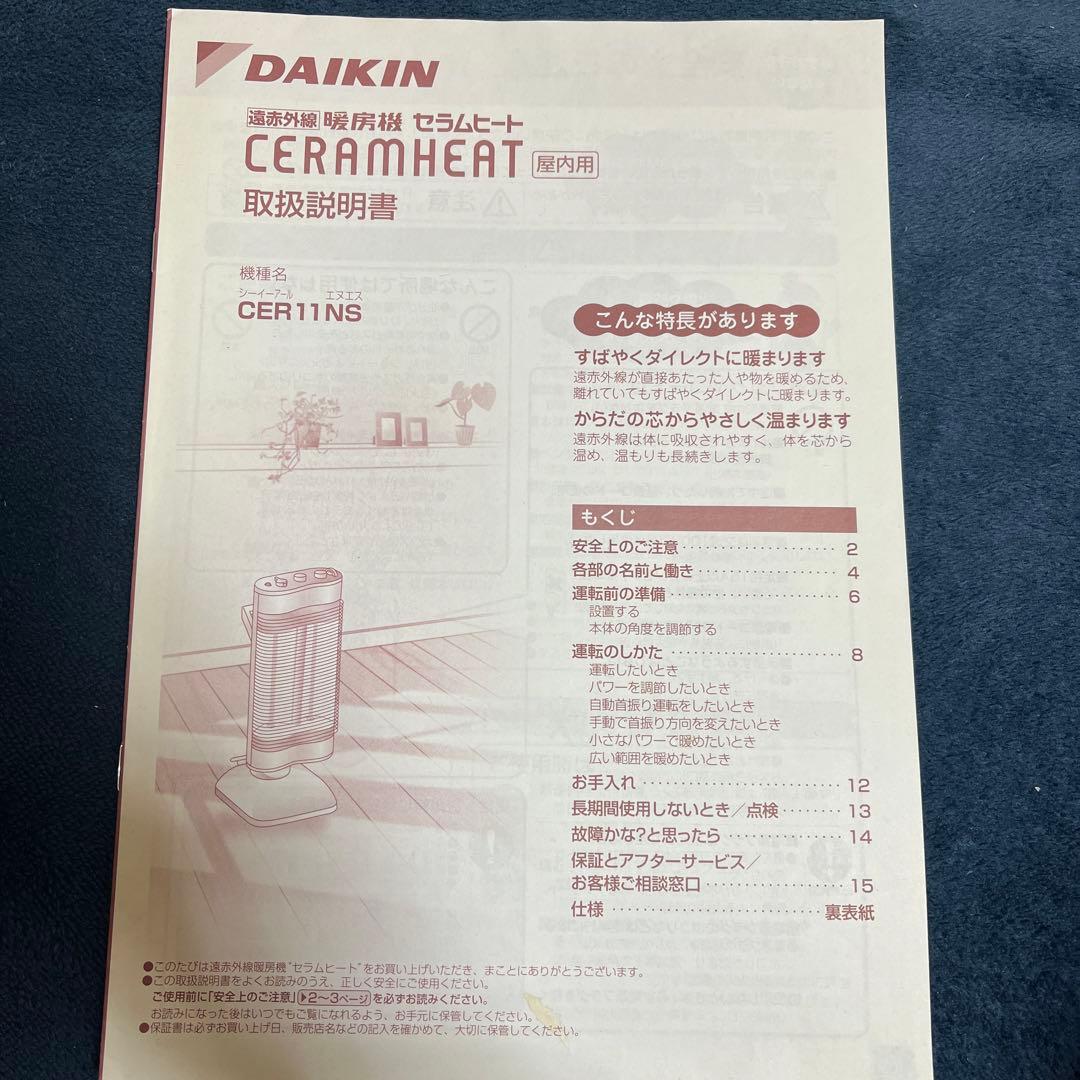 DAIKIN
遠赤外線 暖房機 セラムヒート
CERAMHEAT 屋内用
取扱説明書
機種名
シーイーアール エヌエス
CER11NS
こんな特長があります
すばやくダイレクトに暖まります
遠赤外線が直接あたった人や物を暖めるため、
離れていてもすばやくダイレクトに暖まります。
からだの芯からやさしく温まります
遠赤外線は体に吸収されやすく、体を芯から
温め、温もりも長続きします。
もくじ
安全上のご注意 ‥‥‥‥‥‥‥‥‥‥ 2
各部の名前と働き ‥‥‥‥‥‥‥‥‥ 4
運転前の準備 ‥‥‥‥‥‥‥‥‥‥‥ 6
設置する
本体の角度を調節する
運転のしかた ‥‥‥‥‥‥‥‥‥‥‥ 8
運転したいとき
パワーを調節したいとき
自動首振り運転をしたいとき
手動で首振り方向を変えたいとき
小さなパワーで暖めたいとき
広い範囲を暖めたいとき
お手入れ ‥‥‥‥‥‥‥‥‥‥‥‥‥ 12
長期間使用しないとき／点検 ‥‥‥‥ 13
故障かな?と思ったら ‥‥‥‥‥‥‥ 14
保証とアフターサービス／
お客様ご相談窓口 ‥‥‥‥‥‥‥‥‥ 15
仕様 ‥‥‥‥‥‥‥‥‥‥‥‥‥‥ 裏表紙
●このたびは遠赤外線暖房機“セラムヒート”をお買い上げいただき、まことにありがとうございます。
●この取扱説明書をよくお読みのうえ、正しく安全にご使用ください。
ご使用前に「安全上のご注意」▶2〜3ページを必ずお読みください。
お読みになった後はいつでもご覧になれるよう、お手元に保管してください。
●保証書は必ずお買い上げ日、販売店名などの記入を確かめて、大切に保管してください。